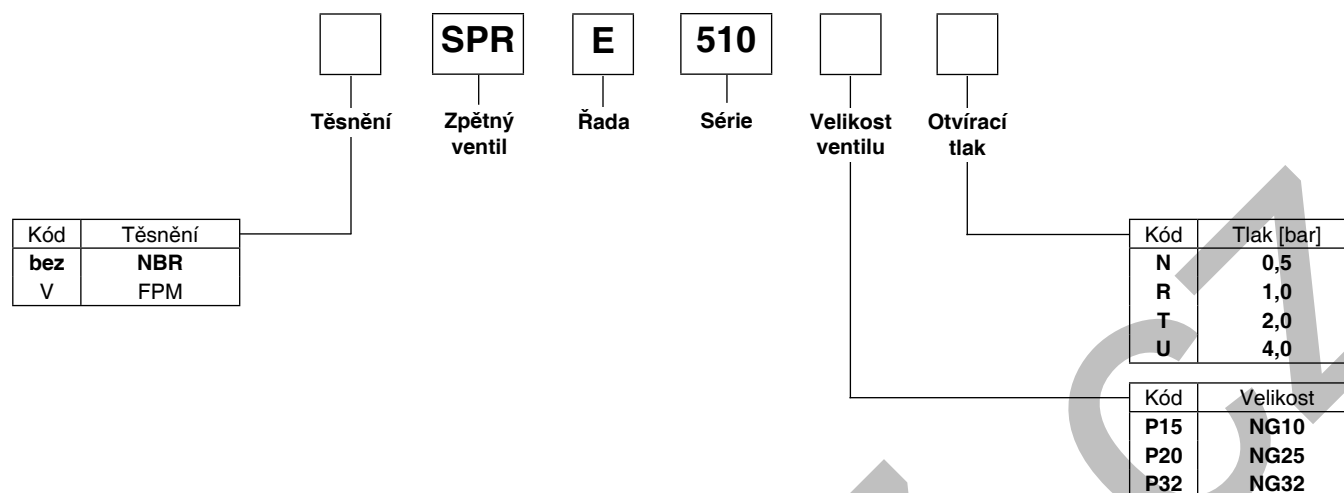 SPR E 510
Těsnění Zpětný ventil Řada Série Velikost ventilu Otvírací tlak
Kód Těsnění
bez NBR
V FPM
Kód Tlak [bar]
N 0,5
R 1,0
T 2,0
U 4,0
Kód Velikost
P15 NG10
P20 NG25
P32 NG32